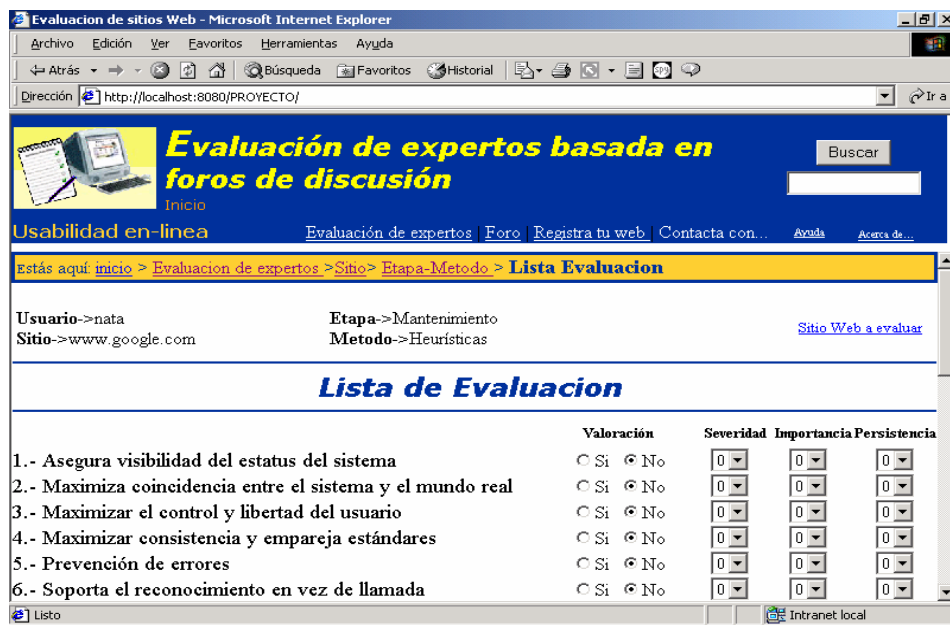 Evaluacion de sitios Web - Microsoft Internet Explorer
Archivo Edición Ver Favoritos Herramientas Ayuda
Atrás Búsqueda Favoritos Historial
Dirección http://localhost:8080/PROYECTO/ Ir a
Evaluación de expertos basada en
foros de discusión
Buscar
Inicio
Usabilidad en-linea Evaluación de expertos | Foro | Registra tu web | Contacta con... Ayuda Acerca de...
Estás aquí: inicio > Evaluacion de expertos >Sitio> Etapa-Metodo > Lista Evaluacion
Usuario->nata Etapa->Mantenimiento
Sitio->www.google.com Metodo->Heurísticas
Sitio Web a evaluar
Lista de Evaluacion
Valoración Severidad Importancia Persistencia
1.- Asegura visibilidad del estatus del sistema Si No 0 0 0
2.- Maximiza coincidencia entre el sistema y el mundo real Si No 0 0 0
3.- Maximizar el control y libertad del usuario Si No 0 0 0
4.- Maximizar consistencia y empareja estándares Si No 0 0 0
5.- Prevención de errores Si No 0 0 0
6.- Soporta el reconocimiento en vez de llamada Si No 0 0 0
Listo Intranet local